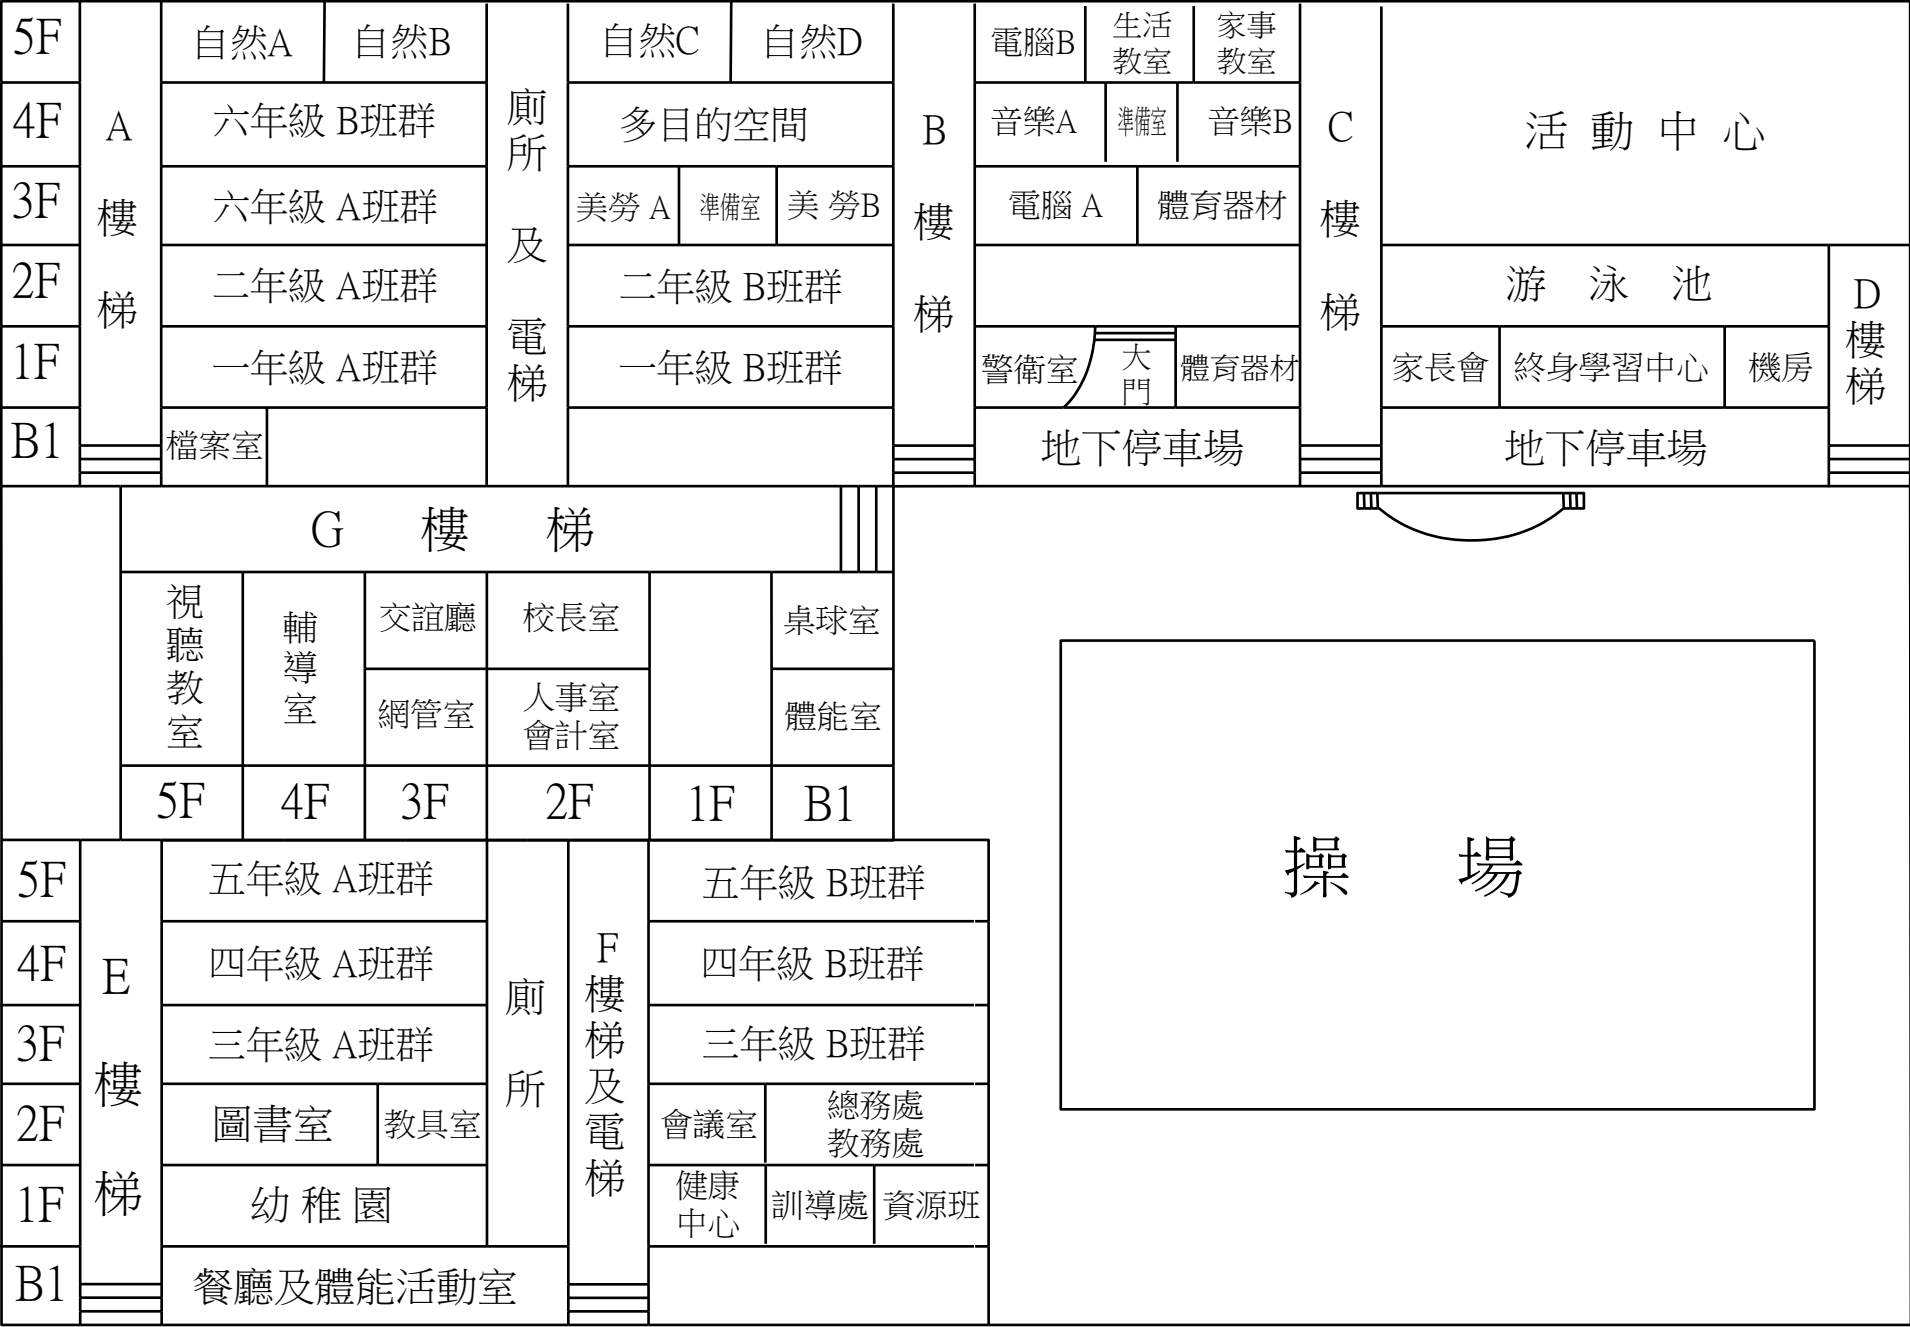 5F
自然A
自然B
自然C
自然D
電腦B
生活
教室
家事
教室
4F
A
樓
梯
六年級 B班群
廁
所
及
電
梯
多目的空間
B
樓
梯
音樂A
準備室
音樂B
C
樓
梯
活 動 中 心
3F
六年級 A班群
美勞 A
準備室
美 勞B
電腦 A
體育器材
2F
二年級 A班群
二年級 B班群
游 泳 池
D
樓
梯
1F
一年級 A班群
一年級 B班群
警衛室
大
門
體育器材
家長會
終身學習中心
機房
B1
檔案室
地下停車場
地下停車場
G 樓 梯
視
聽
教
室
輔
導
室
交誼廳
校長室
桌球室
網管室
人事室
會計室
體能室
5F
4F
3F
2F
1F
B1
操 場
5F
五年級 A班群
五年級 B班群
4F
E
樓
梯
四年級 A班群
廁
所
F
樓
梯
及
電
梯
四年級 B班群
3F
三年級 A班群
三年級 B班群
2F
圖書室
教具室
會議室
總務處
教務處
1F
幼 稚 園
健康
中心
訓導處
資源班
B1
餐廳及體能活動室